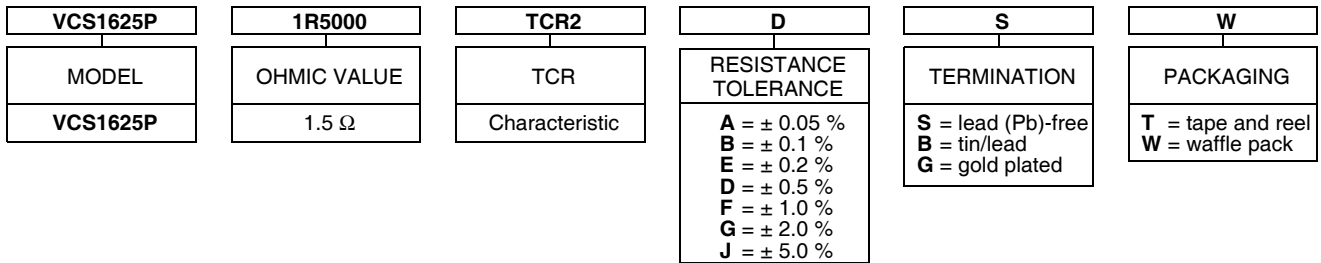 VCS1625P 1R5000 TCR2 D S W
MODEL OHMIC VALUE TCR RESISTANCE TOLERANCE TERMINATION PACKAGING
VCS1625P 1.5 Ω Characteristic
A = ± 0.05 %
B = ± 0.1 %
E = ± 0.2 %
D = ± 0.5 %
F = ± 1.0 %
G = ± 2.0 %
J = ± 5.0 %
S = lead (Pb)-free
B = tin/lead
G = gold plated
T = tape and reel
W = waffle pack